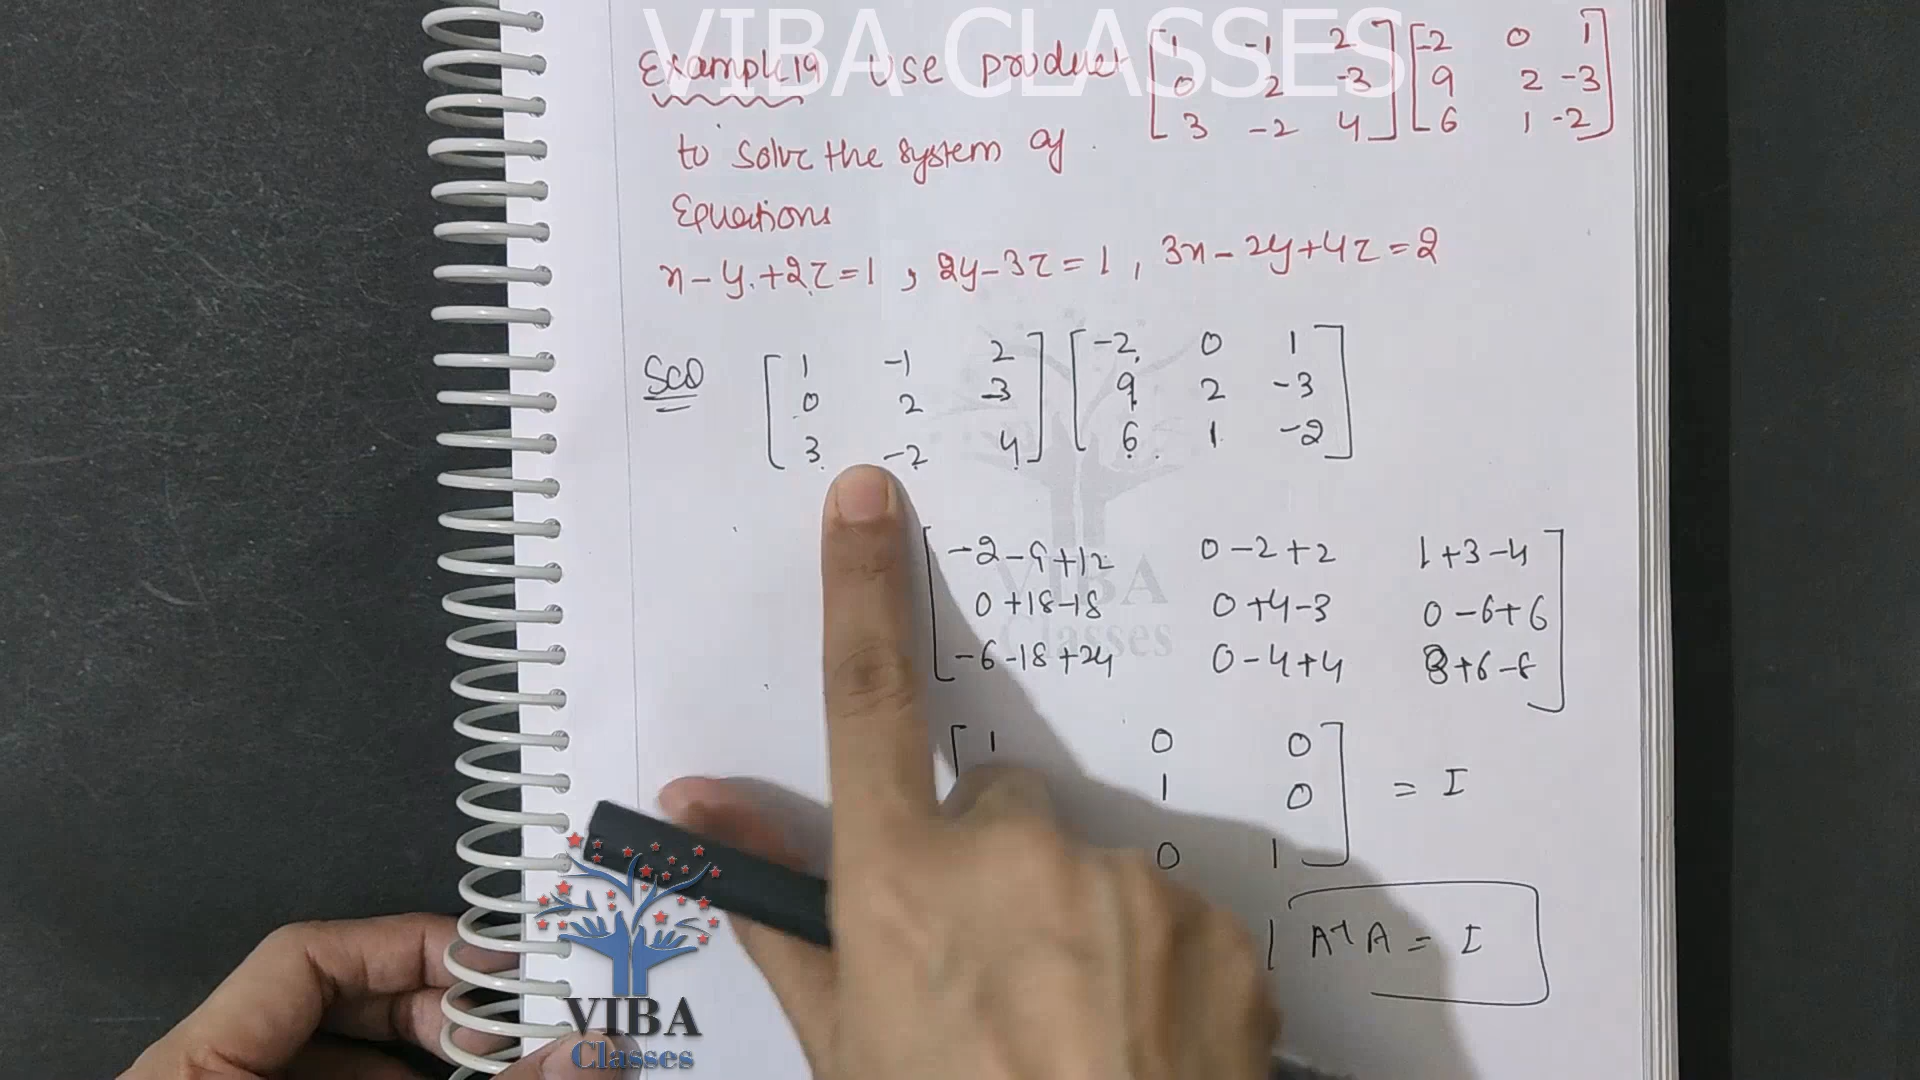 VIBA CLASSES
Example 19 Use product [1 -1 2] [-2 0 1]
[0 2 -3] [9 2 -3]
[3 -2 4] [6 1 -2]
to solve the system of
Equations
x-y+2z=1, 2y-3z=1, 3x-2y+4z=2
Sol [1 -1 2] [-2 0 1]
[0 2 -3] [9 2 -3]
[3 -2 4] [6 1 -2]
[-2-9+12 0-2+2 1+3-4]
[0+18-18 0+4-3 0-6+6]
[-6-18+24 0-4+4 3+6-8]
[1 0 0]
1 0] = I
0 1]
A⁻¹A = I
VIBA
Classes
VIBA
Classes